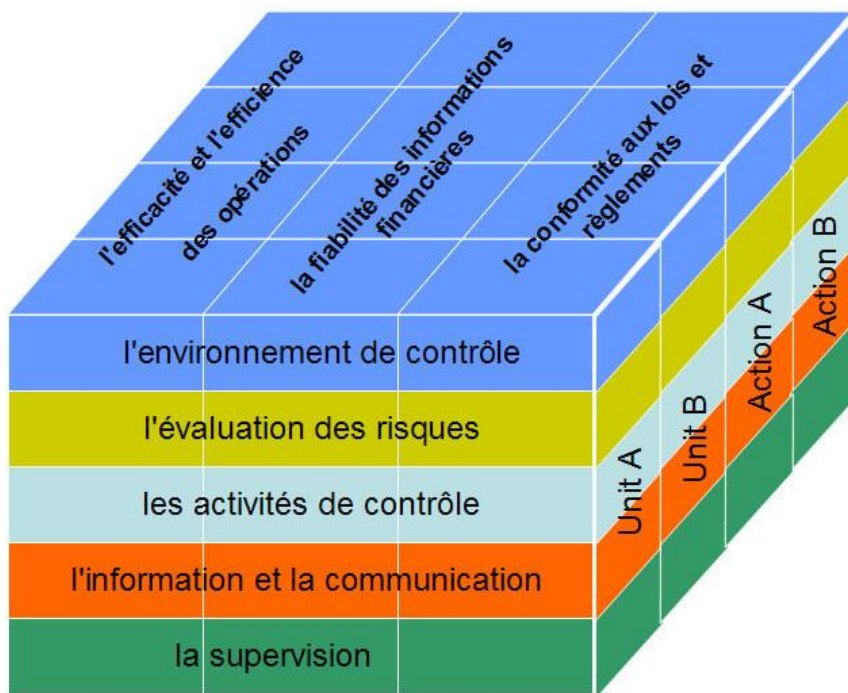 l'efficacité et l'efficience
des opérations
la fiabilité des informations
financières
la conformité aux lois et
règlements
l'environnement de contrôle
l'évaluation des risques
les activités de contrôle
l'information et la communication
la supervision
Unit A
Unit B
Action A
Action B